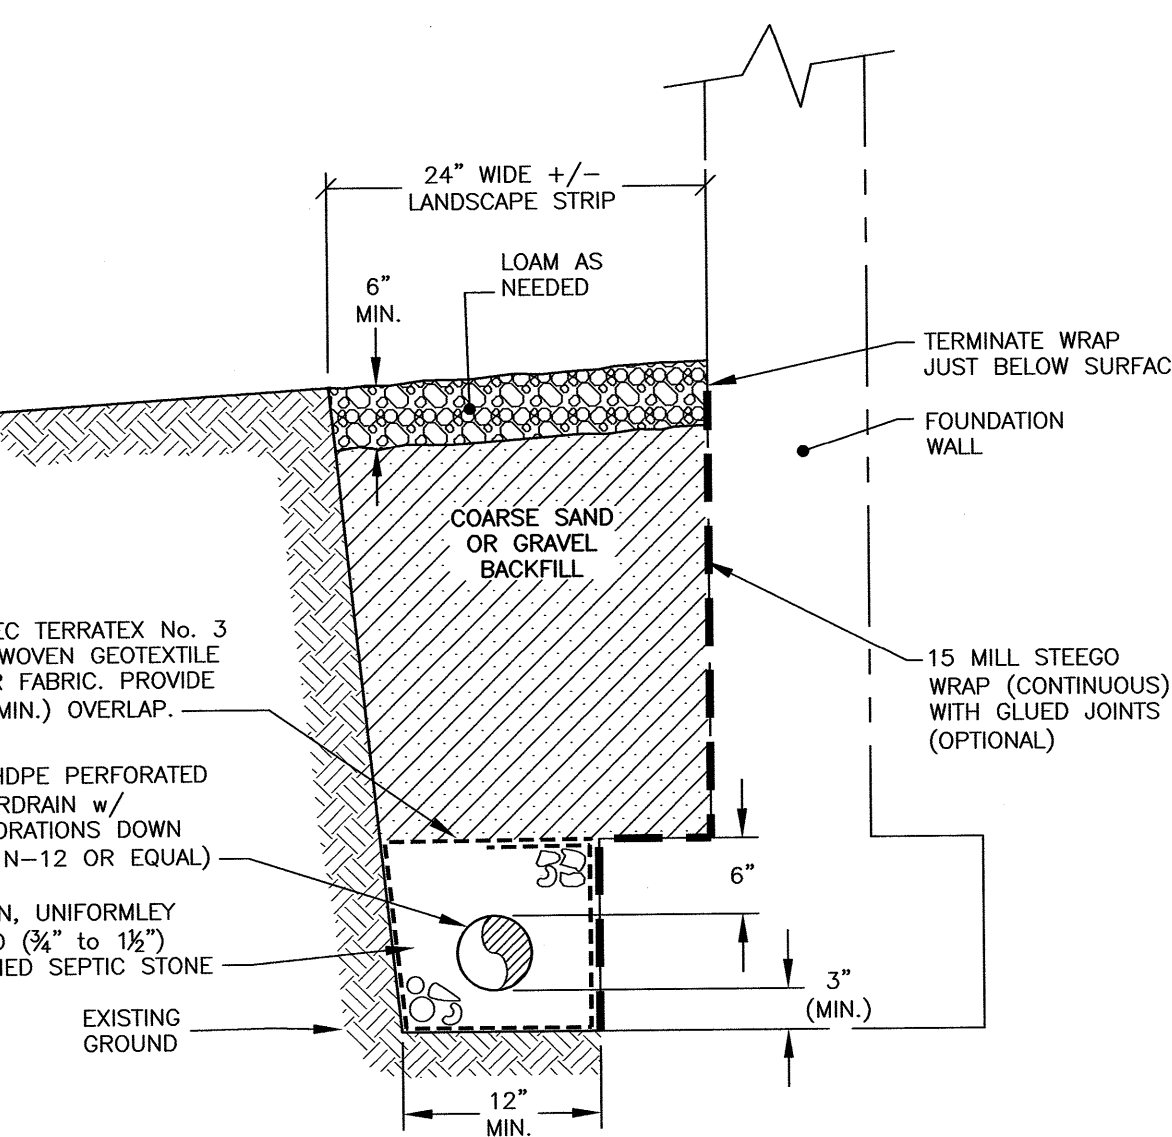 24” WIDE +/-
LANDSCAPE STRIP
LOAM AS
NEEDED
6”
MIN.
TERMINATE WRAP
JUST BELOW SURFAC
FOUNDATION
WALL
COARSE SAND
OR GRAVEL
BACKFILL
EC TERRATEX No. 3
WOVEN GEOTEXTILE
R FABRIC. PROVIDE
MIN.) OVERLAP.
15 MILL STEEGO
WRAP (CONTINUOUS)
WITH GLUED JOINTS
(OPTIONAL)
HDPE PERFORATED
RDRAIN w/
ORATIONS DOWN
N-12 OR EQUAL)
6”
N, UNIFORMLEY
D (¾” to 1½”)
HED SEPTIC STONE
3”
(MIN.)
EXISTING
GROUND
12”
MIN.